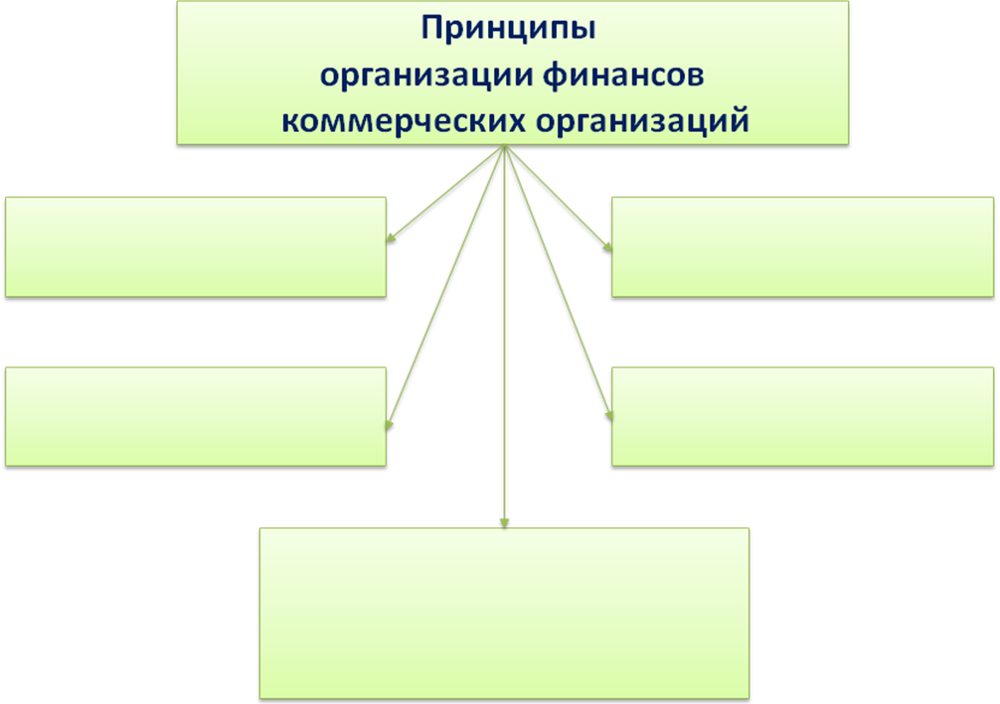 Принципы
организации финансов
коммерческих организаций